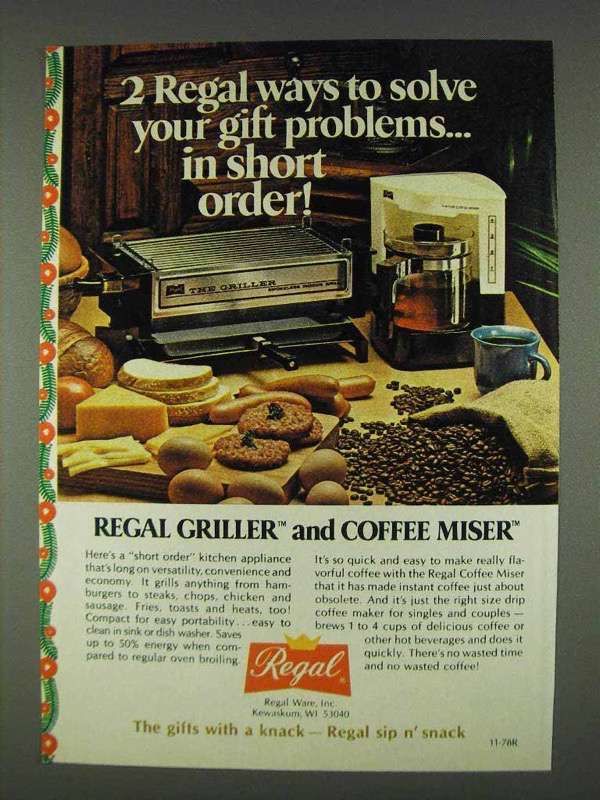 2 Regal ways to solve
your gift problems...
in short
order!
THE GRILLER
REGAL GRILLER™ and COFFEE MISER™
Here's a "short order" kitchen appliance
that's long on versatility, convenience and
economy. It grills anything from ham-
burgers to steaks, chops, chicken and
sausage. Fries, toasts and heats, too!
Compact for easy portability...easy to
clean in sink or dish washer. Saves
up to 50% energy when com-
pared to regular oven broiling.
It's so quick and easy to make really fla-
vorful coffee with the Regal Coffee Miser
that it has made instant coffee just about
obsolete. And it's just the right size drip
coffee maker for singles and couples —
brews 1 to 4 cups of delicious coffee or
other hot beverages and does it
quickly. There's no wasted time
and no wasted coffee!
Regal®
Regal Ware, Inc.
Kewaskum, WI 53040
The gifts with a knack — Regal sip n' snack
11-78R